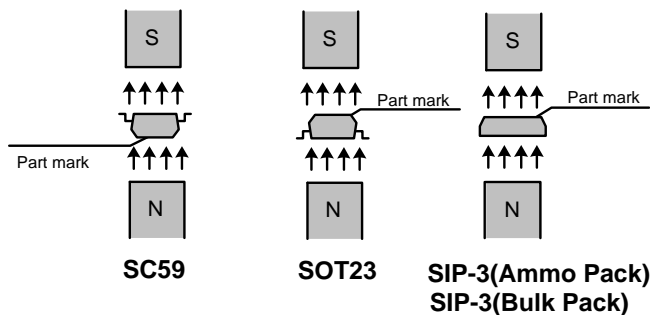 S
S
S
Part mark
Part mark
Part mark
N
N
N
SC59
SOT23
SIP-3(Ammo Pack)
SIP-3(Bulk Pack)